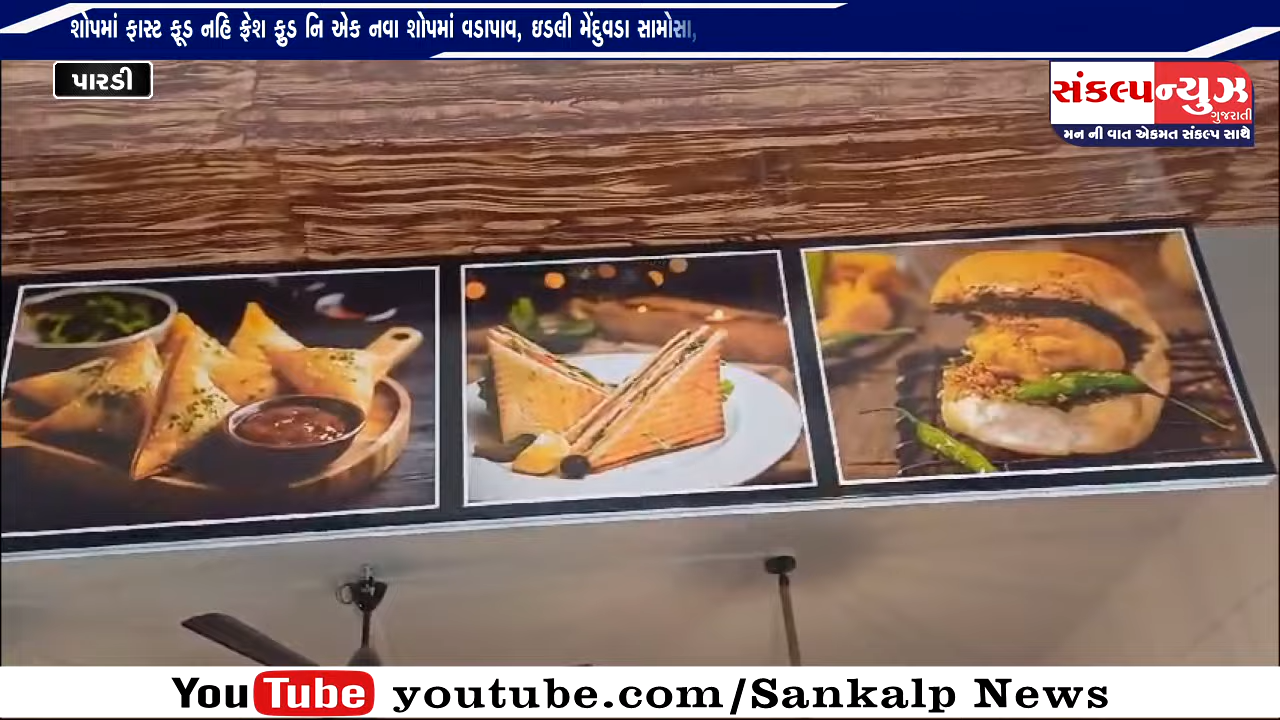 શોપમાં ફાસ્ટ ફૂડ નહિ ફ્રેશ ફુડ નિ એક નવા શોપમાં વડાપાવ, ઇડલી મેંદુવડા સામોસા,
પારડી
સંકલ્પન્યુઝ
ગુજરાતી
મન ની વાત એકમત સંકલ્પ સાથે
YouTube youtube.com/Sankalp News